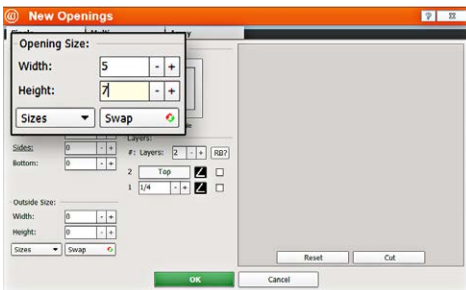 New Openings
? X
Opening Size:
Width: 5 - +
Height: 7 - +
Sizes Swap
Layers:
Sides: 0 - +
#: Layers: 2 - + RB?
Bottom: 0 - +
2 Top
1 1/4 - +
Outside Size:
Width: 0 - +
Height: 0 - +
Sizes Swap
Reset Cut
OK Cancel